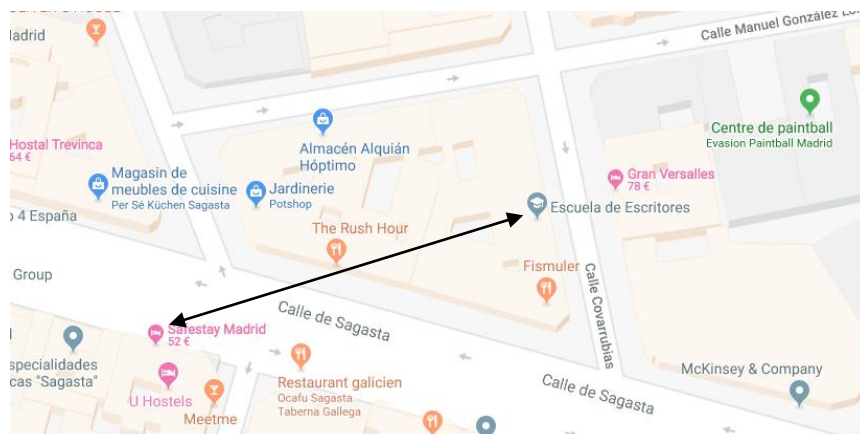 adrid
Calle Manuel González
Hostal Trevinca
64 €
Almacén Alquián
Hóptimo
Centre de paintball
Evasion Paintball Madrid
Magasin de
meubles de cuisine
Per Sé Küchen Sagasta
Jardinerie
Potshop
Gran Versalles
78 €
Escuela de Escritores
o 4 España
The Rush Hour
Group
Fismuler
Calle Covarrubias
Calle de Sagasta
Safestay Madrid
52 €
specialidades
cas "Sagasta"
U Hostels
Meetme
Restaurant galicien
Ocafu Sagasta.
Taberna Gallega
Calle de Sagasta
McKinsey & Company